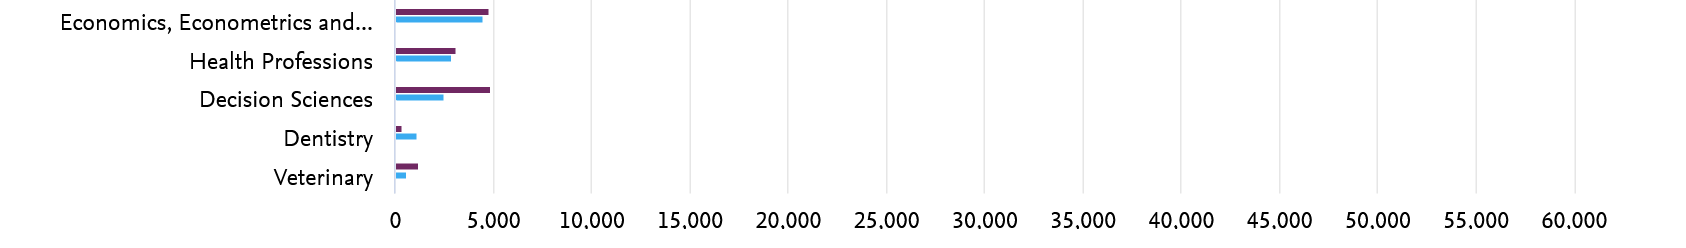 Economics, Econometrics and...
Health Professions
Decision Sciences
Dentistry
Veterinary
0 5,000 10,000 15,000 20,000 25,000 30,000 35,000 40,000 45,000 50,000 55,000 60,000